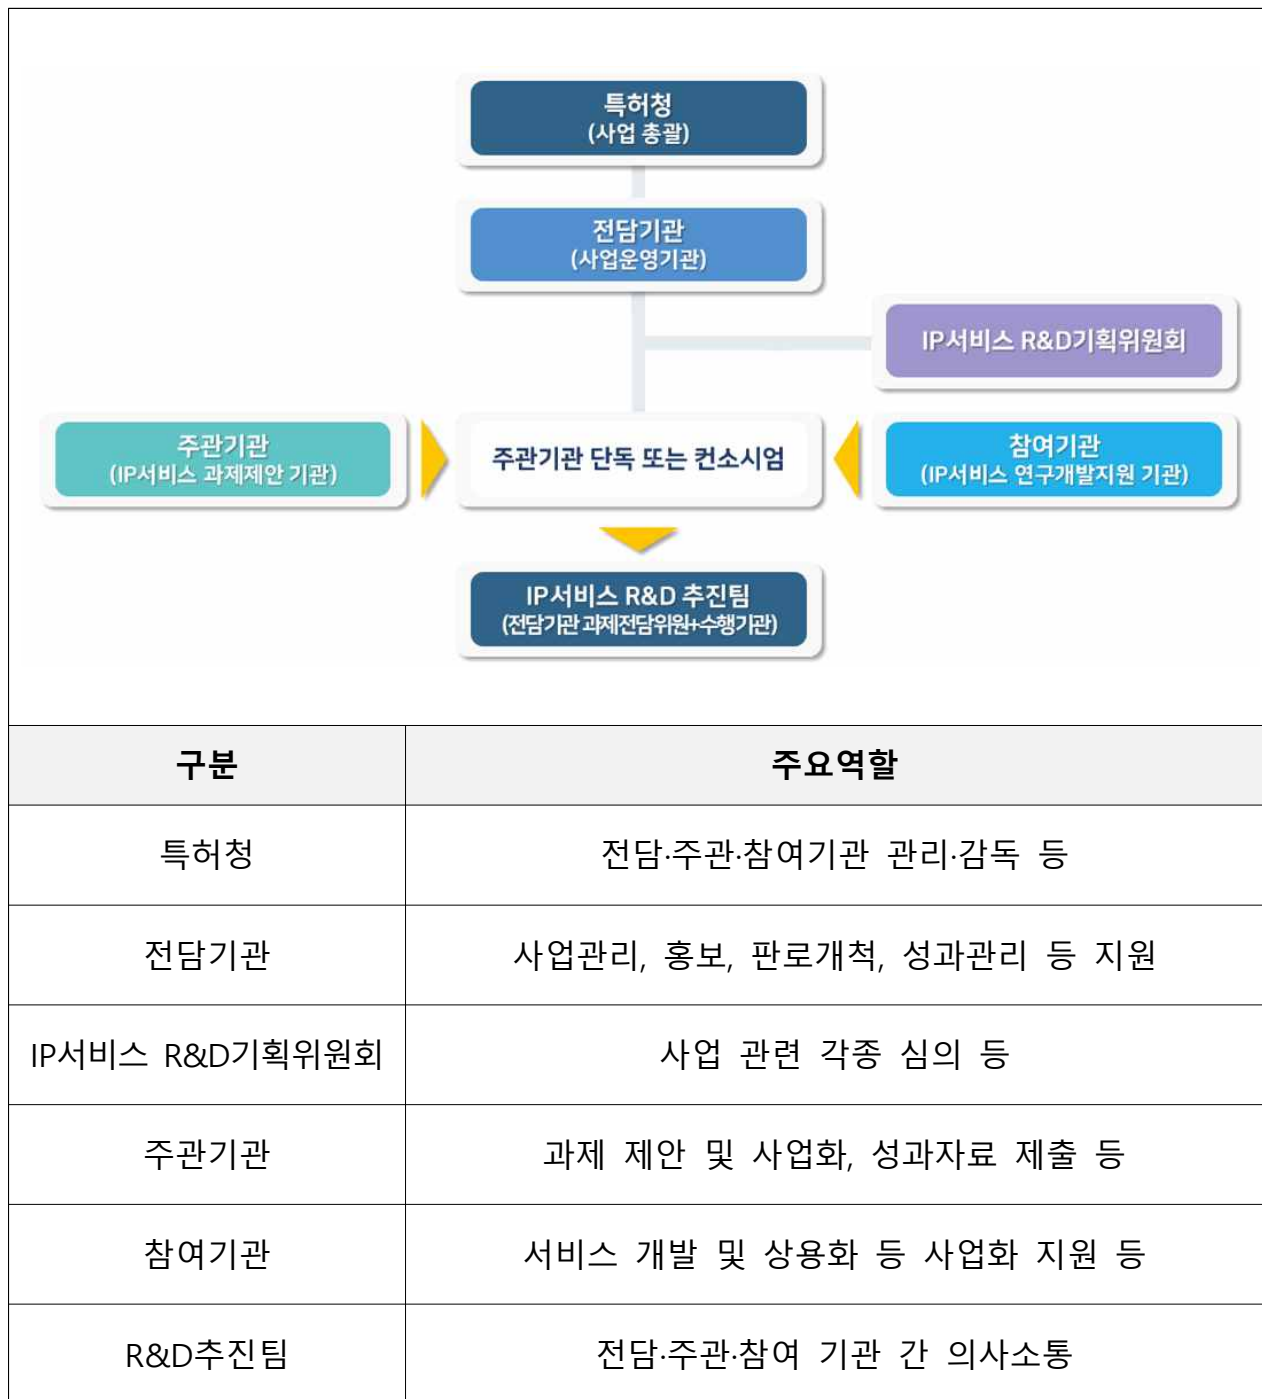 특허청
(사업 총괄)
전담기관
(사업운영기관)
IP서비스 R&D기획위원회
주관기관
(IP서비스 과제제안 기관)
주관기관 단독 또는 컨소시엄
참여기관
(IP서비스 연구개발지원 기관)
IP서비스 R&D 추진팀
(전담기관 과제전담위원+수행기관)
구분 주요역할
특허청 전담·주관·참여기관 관리·감독 등
전담기관 사업관리, 홍보, 판로개척, 성과관리 등 지원
IP서비스 R&D기획위원회 사업 관련 각종 심의 등
주관기관 과제 제안 및 사업화, 성과자료 제출 등
참여기관 서비스 개발 및 상용화 등 사업화 지원 등
R&D추진팀 전담·주관·참여 기관 간 의사소통